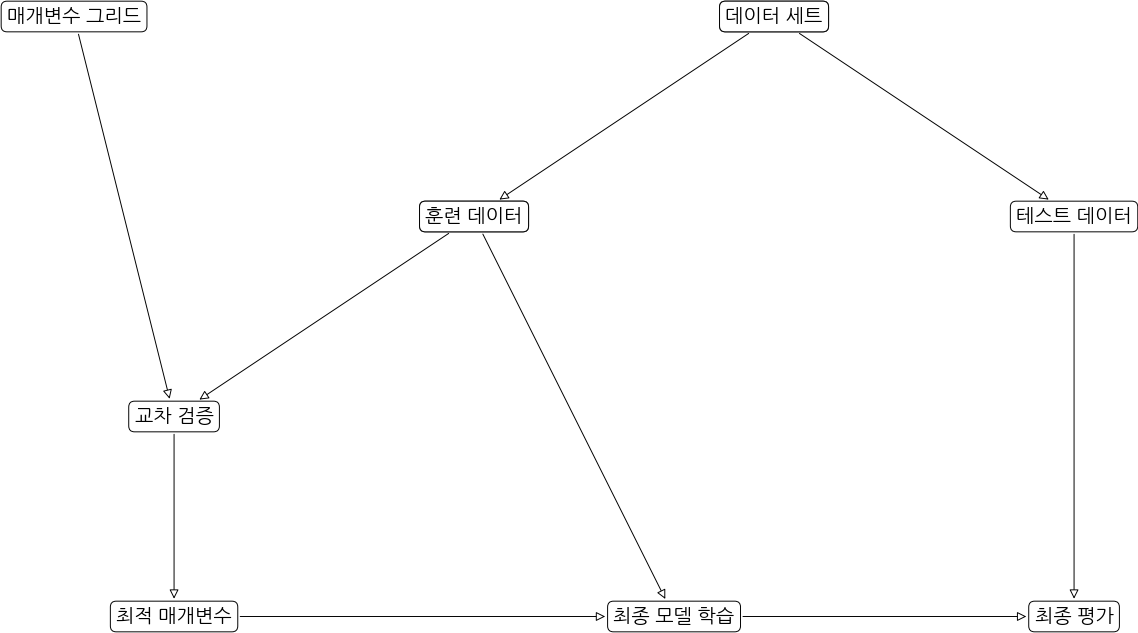 매개변수 그리드
데이터 세트
훈련 데이터
테스트 데이터
교차 검증
최적 매개변수
최종 모델 학습
최종 평가